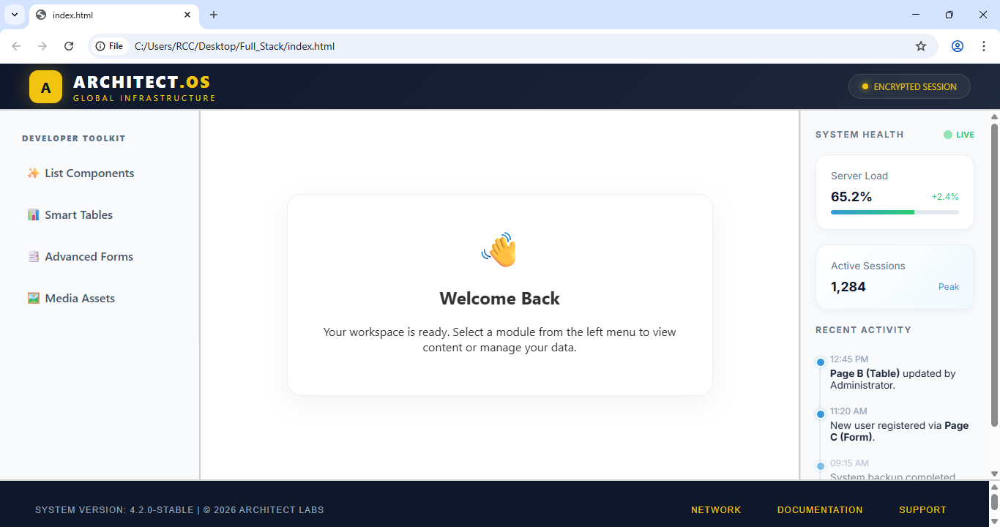 index.html
File
C:/Users/RCC/Desktop/Full_Stack/index.html
A
ARCHITECT.OS
GLOBAL INFRASTRUCTURE
ENCRYPTED SESSION
DEVELOPER TOOLKIT
List Components
Smart Tables
Advanced Forms
Media Assets
Welcome Back
Your workspace is ready. Select a module from the left menu to view
content or manage your data.
SYSTEM HEALTH
LIVE
Server Load
65.2%
+2.4%
Active Sessions
1,284
Peak
RECENT ACTIVITY
12:45 PM
Page B (Table) updated by
Administrator.
11:20 AM
New user registered via Page
C (Form).
09:15 AM
System backup completed
SYSTEM VERSION: 4.2.0-STABLE | © 2026 ARCHITECT LABS
NETWORK
DOCUMENTATION
SUPPORT